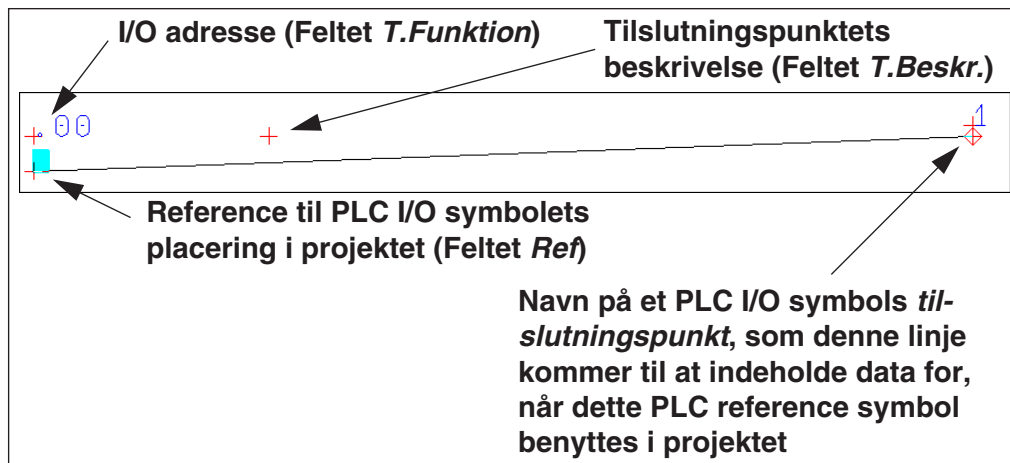 I/O adresse (Feltet T.Funktion)
Tilslutningspunktets
beskrivelse (Feltet T.Beskr.)
00
1
Reference til PLC I/O symbolets
placering i projektet (Feltet Ref)
Navn på et PLC I/O symbols til-
slutningspunkt, som denne linje
kommer til at indeholde data for,
når dette PLC reference symbol
benyttes i projektet